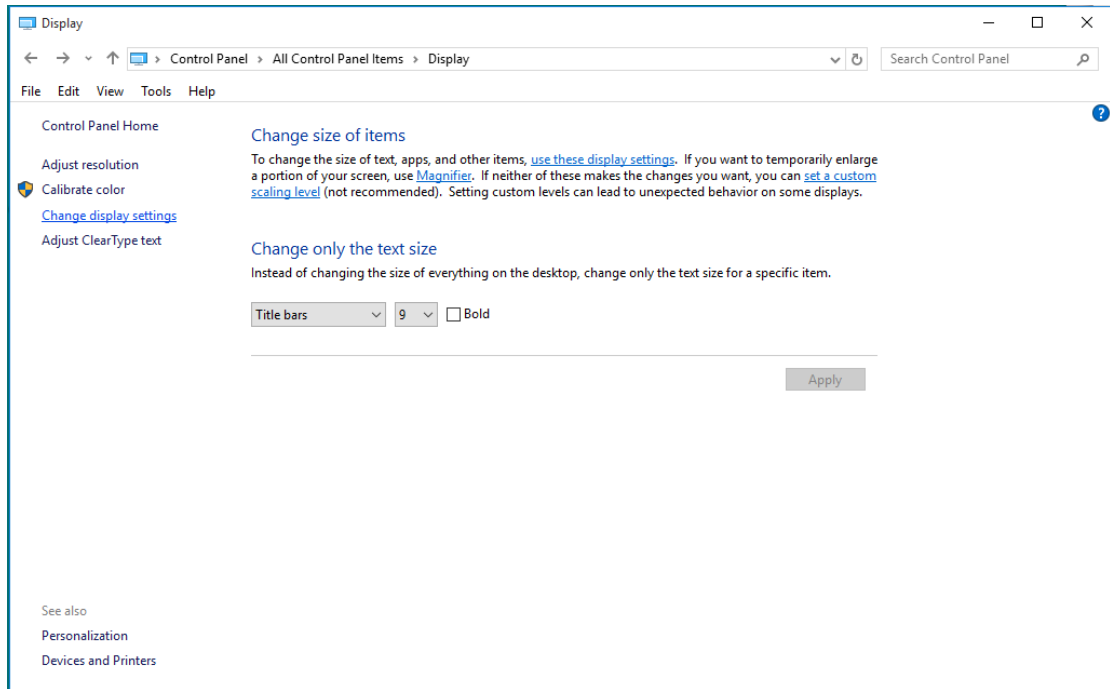 Display
Control Panel > All Control Panel Items > Display
Search Control Panel
File Edit View Tools Help
Control Panel Home
Adjust resolution
Calibrate color
Change display settings
Adjust ClearType text
Change size of items
To change the size of text, apps, and other items, use these display settings. If you want to temporarily enlarge
a portion of your screen, use Magnifier. If neither of these makes the changes you want, you can set a custom
scaling level (not recommended). Setting custom levels can lead to unexpected behavior on some displays.
Change only the text size
Instead of changing the size of everything on the desktop, change only the text size for a specific item.
Title bars 9 Bold
Apply
See also
Personalization
Devices and Printers